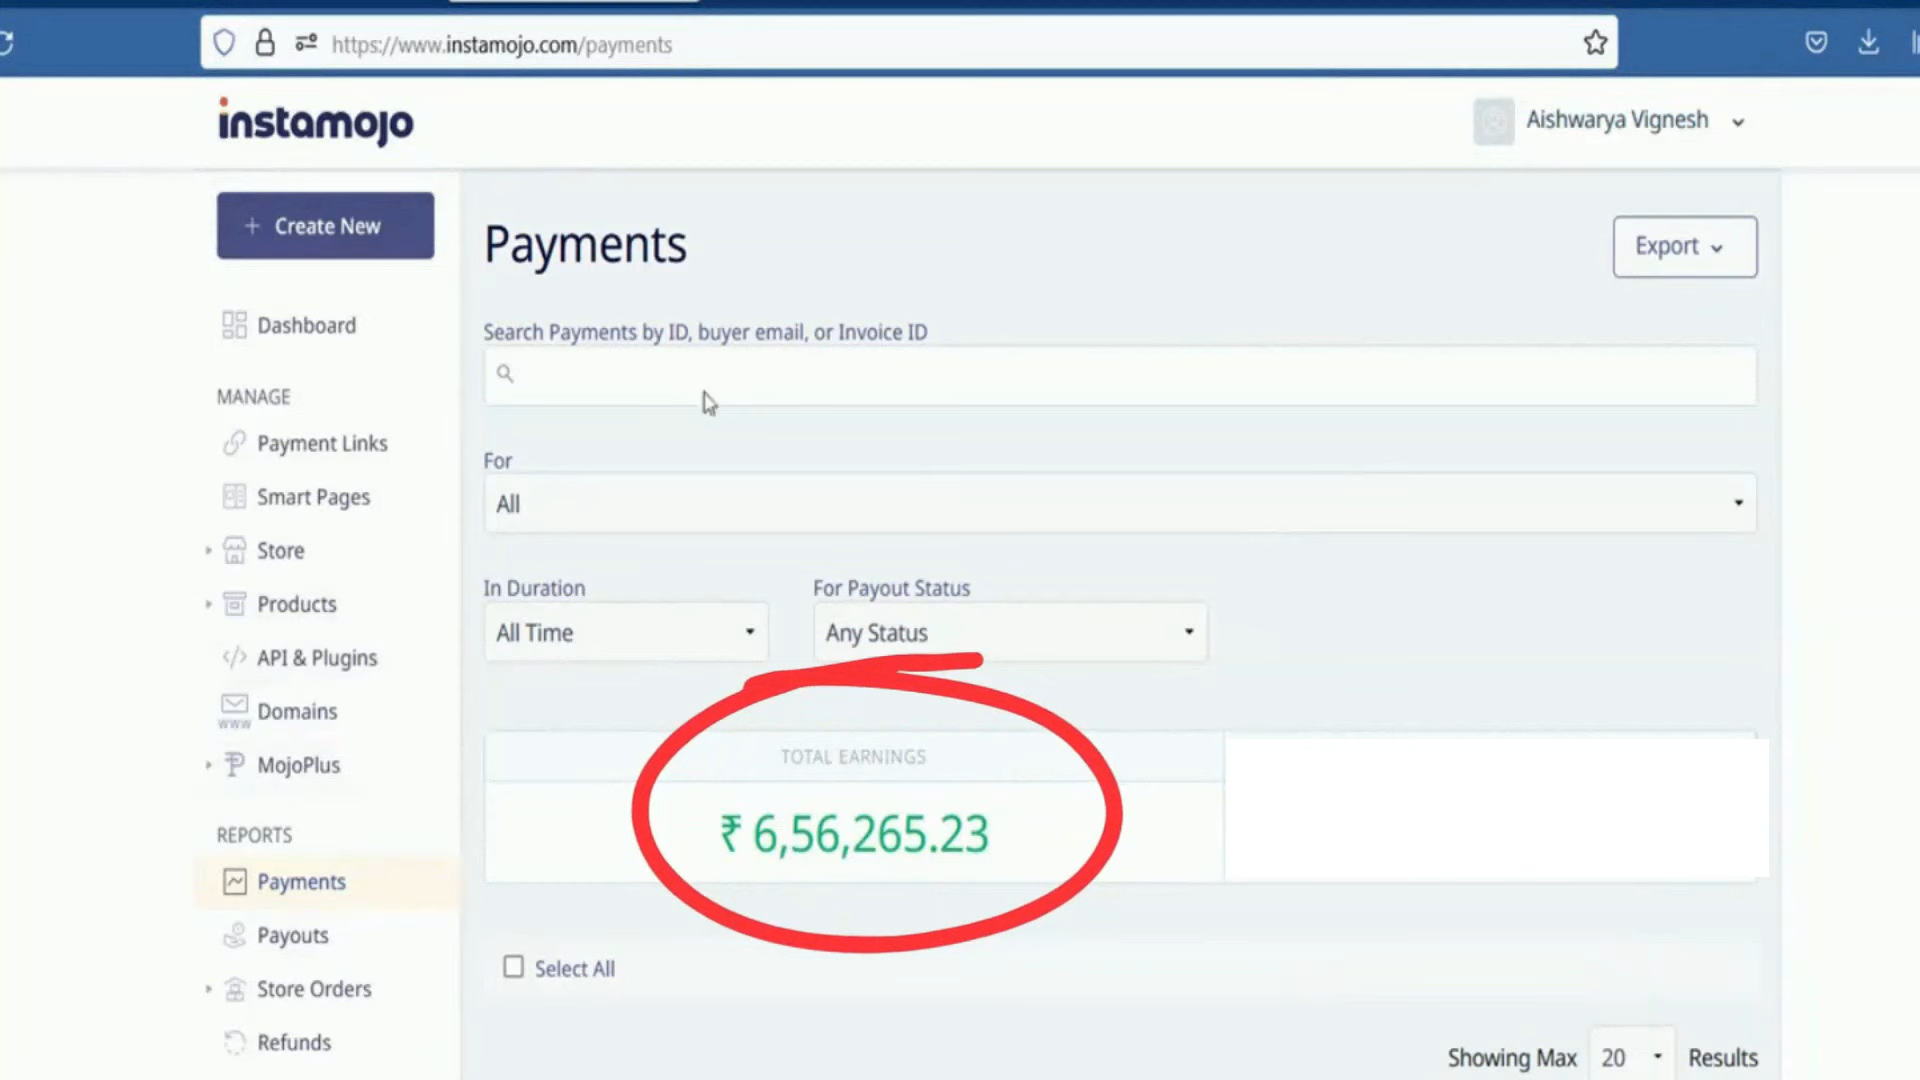 https://www.instamojo.com/payments
instamojo
Aishwarya Vignesh
+ Create New
Payments
Export
Search Payments by ID, buyer email, or Invoice ID
Dashboard
MANAGE
Payment Links
For
Smart Pages
All
Store
In Duration
For Payout Status
Products
All Time
Any Status
API & Plugins
Domains
www
MojoPlus
TOTAL EARNINGS
₹ 6,56,265.23
REPORTS
Payments
Payouts
Select All
Store Orders
Refunds
Showing Max 20 Results